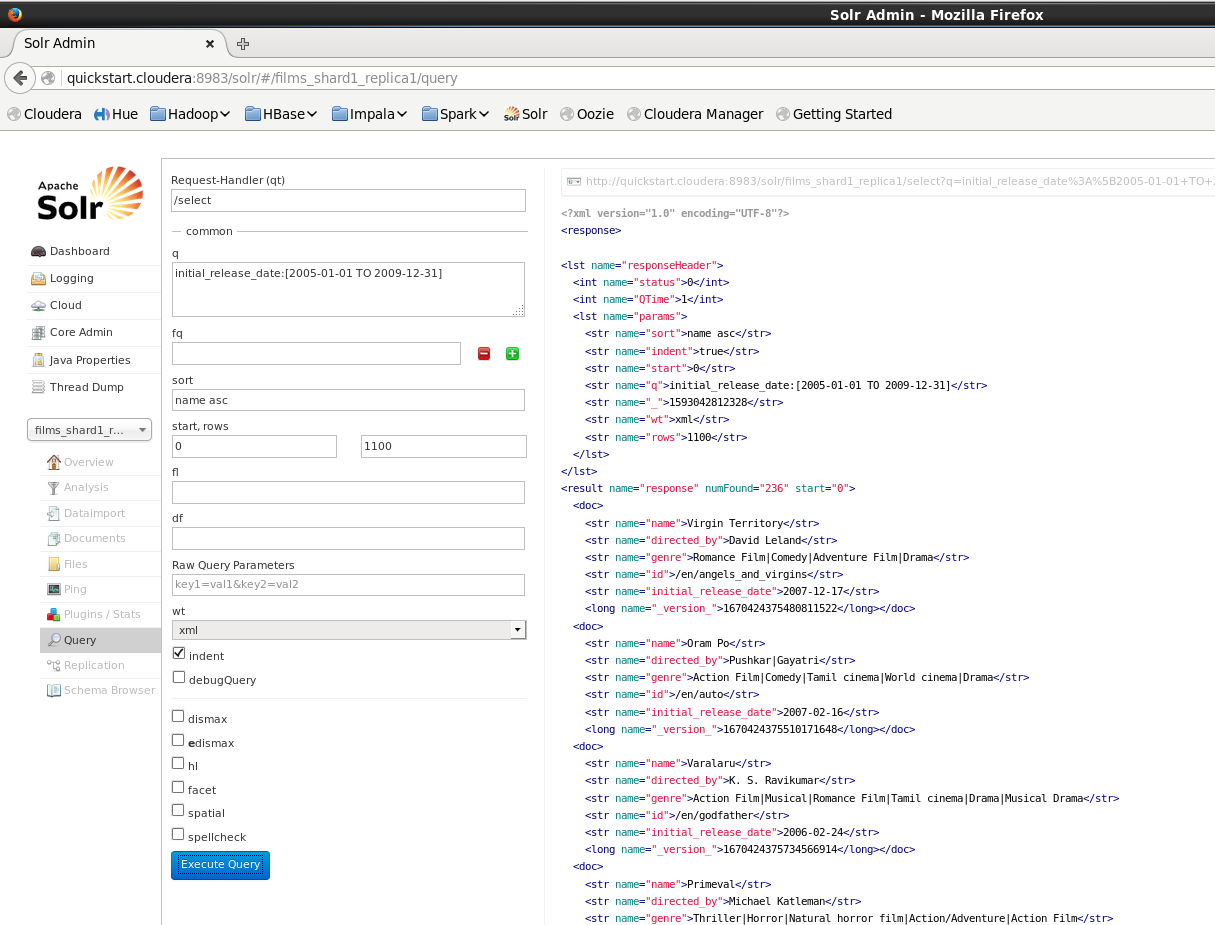 Solr Admin - Mozilla Firefox
Solr Admin
quickstart.cloudera:8983/solr/#/films_shard1_replica1/query
Cloudera Hue Hadoop HBase Impala Spark Solr Oozie Cloudera Manager Getting Started
Apache
Solr
Dashboard
Logging
Cloud
Core Admin
Java Properties
Thread Dump
films_shard1_r...
Overview
Analysis
Dataimport
Documents
Files
Ping
Plugins / Stats
Query
Replication
Schema Browser
Request-Handler (qt)
/select
common
q
initial_release_date:[2005-01-01 TO 2009-12-31]
fq
sort
name asc
start, rows
0 1100
fl
df
Raw Query Parameters
key1=val1&key2=val2
wt
xml
indent
debugQuery
dismax
edismax
hl
facet
spatial
spellcheck
Execute Query
http://quickstart.cloudera:8983/solr/films_shard1_replica1/select?q=initial_release_date%3A%5B2005-01-01+TO+
<?xml version="1.0" encoding="UTF-8"?>
<response>
<lst name="responseHeader">
<int name="status">0</int>
<int name="QTime">1</int>
<lst name="params">
<str name="sort">name asc</str>
<str name="indent">true</str>
<str name="start">0</str>
<str name="q">initial_release_date:[2005-01-01 TO 2009-12-31]</str>
<str name="_">1593042812328</str>
<str name="wt">xml</str>
<str name="rows">1100</str>
</lst>
</lst>
<result name="response" numFound="236" start="0">
<doc>
<str name="name">Virgin Territory</str>
<str name="directed_by">David Leland</str>
<str name="genre">Romance Film|Comedy|Adventure Film|Drama</str>
<str name="id">/en/angels_and_virgins</str>
<str name="initial_release_date">2007-12-17</str>
<long name="_version_">1670424375480811522</long></doc>
<doc>
<str name="name">Oram Po</str>
<str name="directed_by">Pushkar|Gayatri</str>
<str name="genre">Action Film|Comedy|Tamil cinema|World cinema|Drama</str>
<str name="id">/en/auto</str>
<str name="initial_release_date">2007-02-16</str>
<long name="_version_">1670424375510171648</long></doc>
<doc>
<str name="name">Varalaru</str>
<str name="directed_by">K. S. Ravikumar</str>
<str name="genre">Action Film|Musical|Romance Film|Tamil cinema|Drama|Musical Drama</str>
<str name="id">/en/godfather</str>
<str name="initial_release_date">2006-02-24</str>
<long name="_version_">1670424375734566914</long></doc>
<doc>
<str name="name">Primeval</str>
<str name="directed_by">Michael Katleman</str>
<str name="genre">Thriller|Horror|Natural horror film|Action/Adventure|Action Film</str>